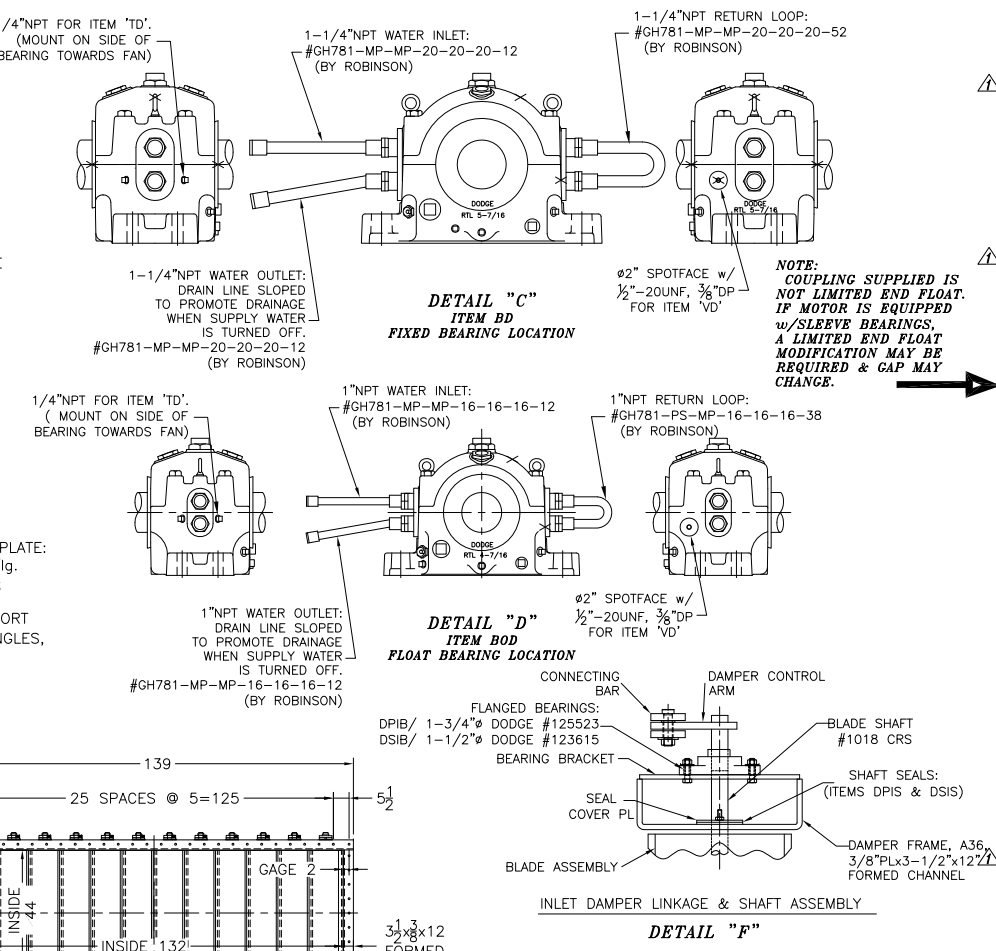 /4"NPT FOR ITEM 'TD'.
(MOUNT ON SIDE OF
BEARING TOWARDS FAN)
1-1/4"NPT WATER INLET:
#GH781-MP-MP-20-20-20-12
(BY ROBINSON)
1-1/4"NPT RETURN LOOP:
#GH781-MP-MP-20-20-20-52
(BY ROBINSON)
1
DODGE
RTL 5-7/16
DODGE
RTL 5-7/16
1-1/4"NPT WATER OUTLET:
DRAIN LINE SLOPED
TO PROMOTE DRAINAGE
WHEN SUPPLY WATER
IS TURNED OFF.
#GH781-MP-MP-20-20-20-12
(BY ROBINSON)
DETAIL "C"
ITEM BD
FIXED BEARING LOCATION
ø2" SPOTFACE w/
1/2"-20UNF, 3/8"DP
FOR ITEM 'VD'
1
NOTE:
COUPLING SUPPLIED IS
NOT LIMITED END FLOAT.
IF MOTOR IS EQUIPPED
w/SLEEVE BEARINGS,
A LIMITED END FLOAT
MODIFICATION MAY BE
REQUIRED & GAP MAY
CHANGE.
1/4"NPT FOR ITEM 'TD'.
( MOUNT ON SIDE OF
BEARING TOWARDS FAN)
1"NPT WATER INLET:
#GH781-MP-MP-16-16-16-12
(BY ROBINSON)
1"NPT RETURN LOOP:
#GH781-PS-MP-16-16-16-38
(BY ROBINSON)
DODGE
RTL 4-7/16
PLATE:
lg.
ORT
NGLES,
1"NPT WATER OUTLET:
DRAIN LINE SLOPED
TO PROMOTE DRAINAGE
WHEN SUPPLY WATER
IS TURNED OFF.
#GH781-MP-MP-16-16-16-12
(BY ROBINSON)
DETAIL "D"
ITEM BOD
FLOAT BEARING LOCATION
ø2" SPOTFACE w/
1/2"-20UNF, 3/8"DP
FOR ITEM 'VD'
CONNECTING
BAR
DAMPER CONTROL
ARM
FLANGED BEARINGS:
DPIB/ 1-3/4"ø DODGE #125523
DSIB/ 1-1/2"ø DODGE #123615
BEARING BRACKET
BLADE SHAFT
#1018 CRS
SHAFT SEALS:
(ITEMS DPIS & DSIS)
SEAL
COVER PL
BLADE ASSEMBLY
DAMPER FRAME, A36,
3/8"PLx3-1/2"x12"
FORMED CHANNEL
1
INLET DAMPER LINKAGE & SHAFT ASSEMBLY
DETAIL "F"
139
25 SPACES @ 5=125
5 1/2
GAGE 2
INSIDE
44
INSIDE 132
3 1/2x3/8x12
FORMED